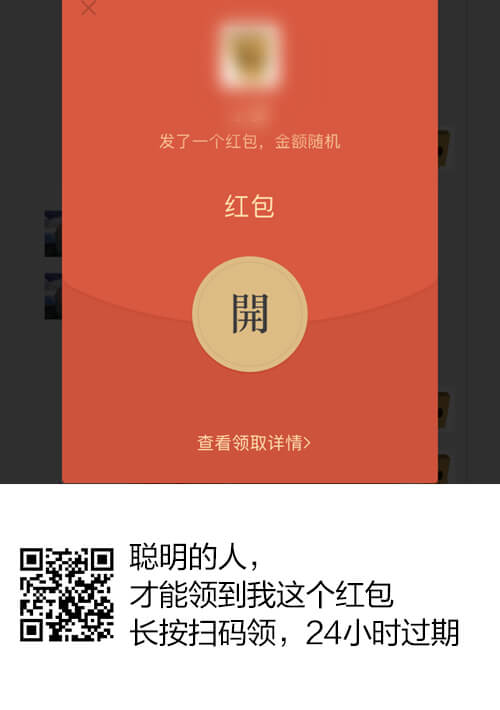 发了一个红包，金额随机
红包
開
查看领取详情>
聪明的人，
才能领到我这个红包
长按扫码领，24小时过期